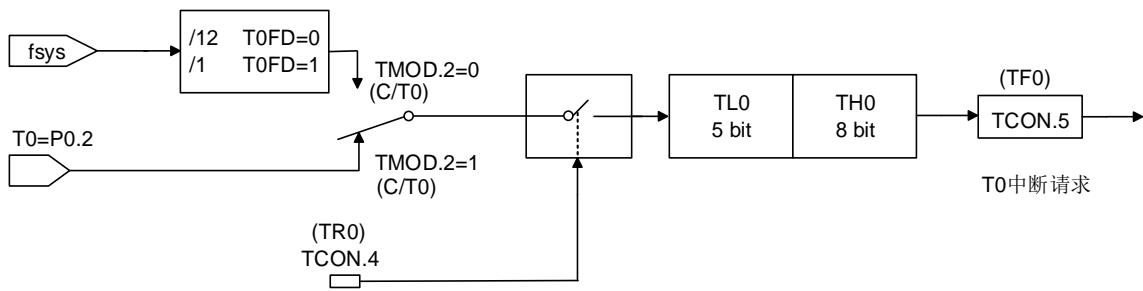 fsys
/12 T0FD=0
/1 T0FD=1
TMOD.2=0
(C/T0)
T0=P0.2
TMOD.2=1
(C/T0)
(TR0)
TCON.4
TL0
5 bit
TH0
8 bit
(TF0)
TCON.5
T0中断请求